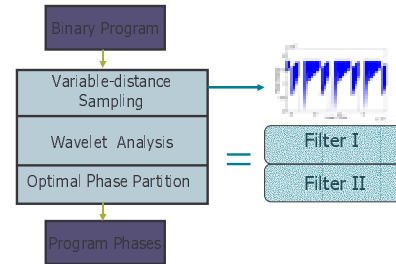 Binary Program
Variable-distance
Sampling
Wavelet Analysis
Optimal Phase Partition
Program Phases
=
Filter I
Filter II